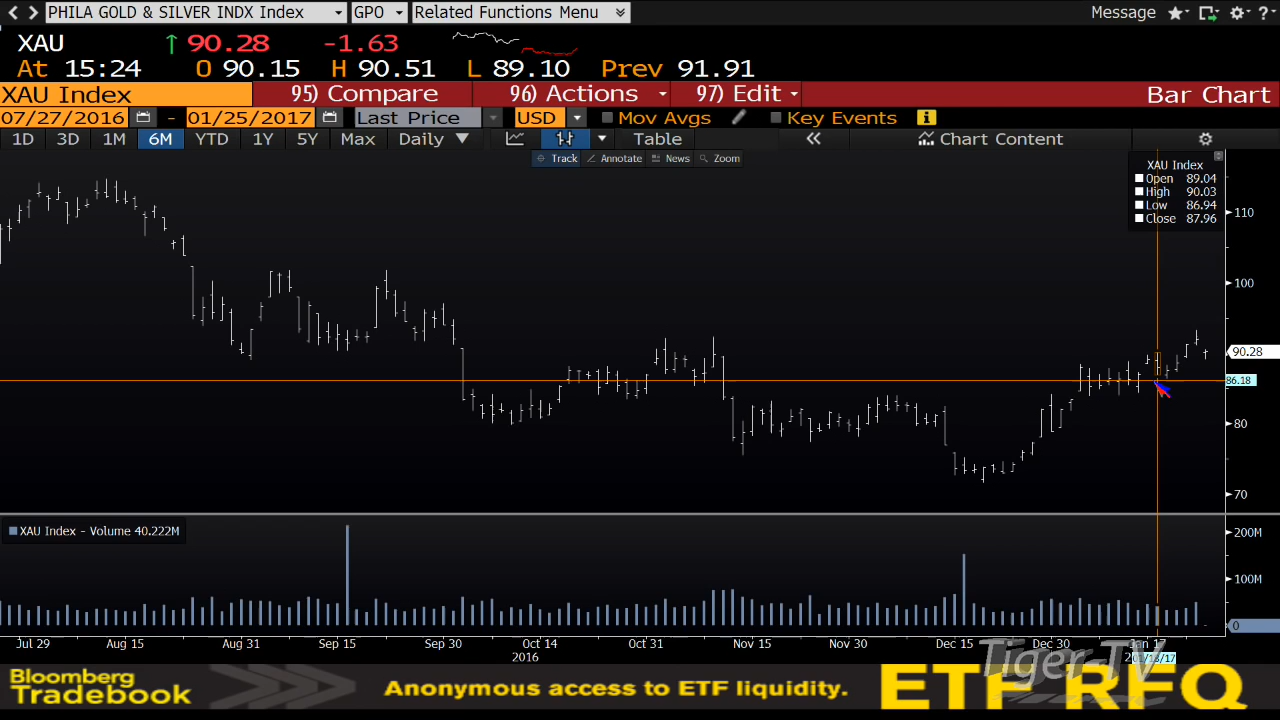 PHILA GOLD & SILVER INDX Index GPO Related Functions Menu Message ?
XAU 90.28 -1.63
At 15:24 O 90.15 H 90.51 L 89.10 Prev 91.91
XAU Index 95) Compare 96) Actions 97) Edit Bar Chart
07/27/2016 - 01/25/2017 Last Price USD Mov Avgs Key Events
1D 3D 1M 6M YTD 1Y 5Y Max Daily Table « Chart Content
Track Annotate News Zoom
XAU Index
Open 89.04
High 90.03
Low 86.94
Close 87.96
110
100
90.28
86.18
80
70
XAU Index - Volume 40.222M
200M
100M
0
Jul 29 Aug 15 Aug 31 Sep 15 Sep 30 Oct 14 Oct 31 Nov 15 Nov 30 Dec 15 Dec 30 Jan 17
2016
Tiger-TV
Bloomberg
Tradebook
Anonymous access to ETF liquidity.
ETF RFQ